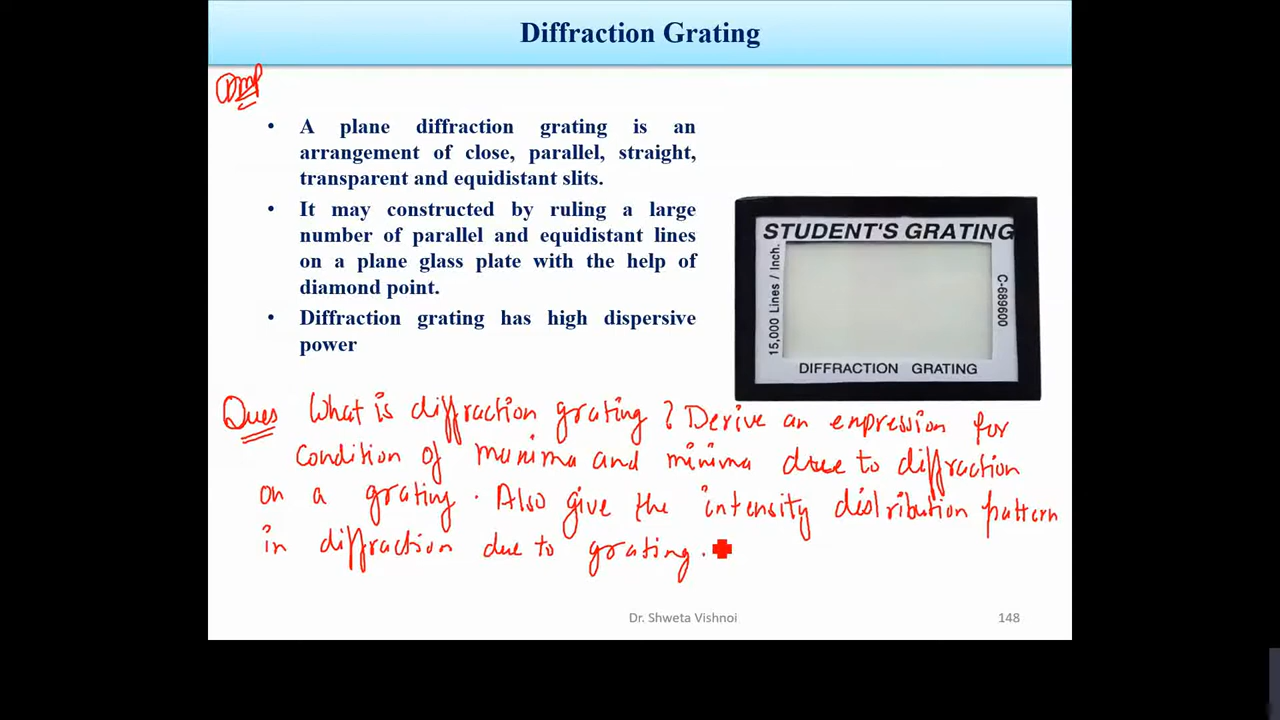 Diffraction Grating
Imp
• A plane diffraction grating is an
arrangement of close, parallel, straight,
transparent and equidistant slits.
• It may constructed by ruling a large
number of parallel and equidistant lines
on a plane glass plate with the help of
diamond point.
• Diffraction grating has high dispersive
power
STUDENT'S GRATING
15,000 Lines / Inch.
C-689600
DIFFRACTION GRATING
Ques What is diffraction grating? Derive an expression for
condition of maxima and minima due to diffraction
on a grating. Also give the intensity distribution pattern
in diffraction due to grating.
Dr. Shweta Vishnoi
148